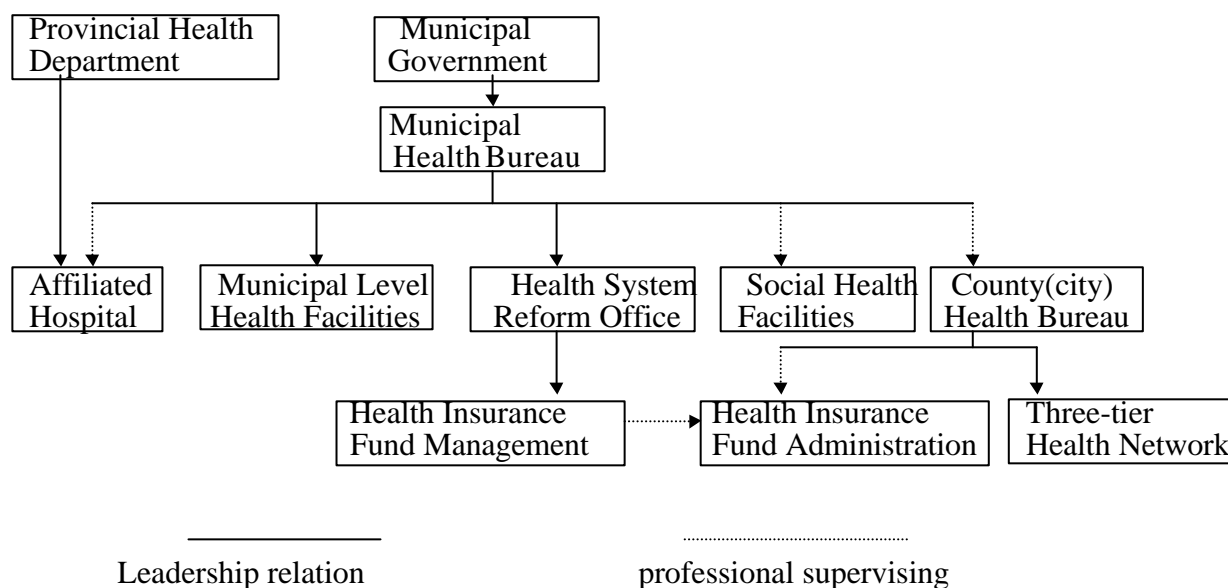 Provincial Health
Department
Municipal
Government
Municipal
Health Bureau
Affiliated
Hospital
Municipal Level
Health Facilities
Health System
Reform Office
Social Health
Facilities
County(city)
Health Bureau
Health Insurance
Fund Management
Health Insurance
Fund Administration
Three-tier
Health Network
Leadership relation
professional supervising